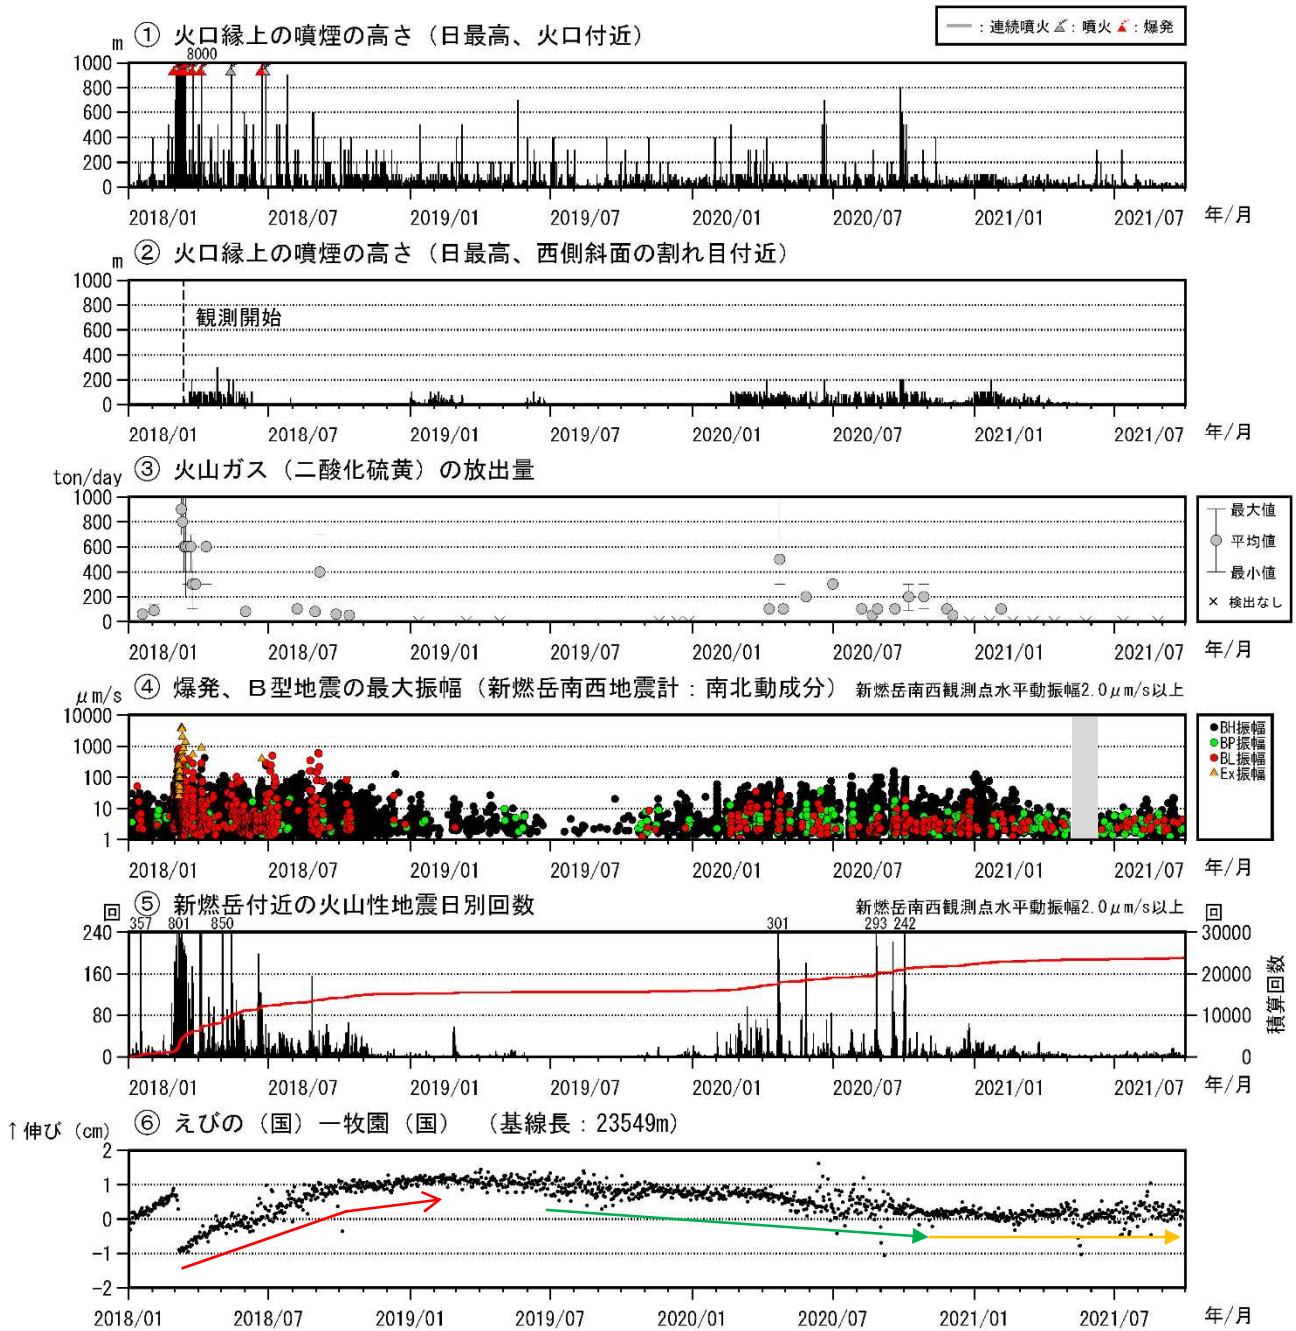 ① 火口縁上の噴煙の高さ（日最高、火口付近）
― ：連続噴火 ：噴火 ：爆発
m
8000
1000
800
600
400
200
0
2018/01 2018/07 2019/01 2019/07 2020/01 2020/07 2021/01 2021/07 年/月
② 火口縁上の噴煙の高さ（日最高、西側斜面の割れ目付近）
m
1000
800
600
400
200
0
観測開始
2018/01 2018/07 2019/01 2019/07 2020/01 2020/07 2021/01 2021/07 年/月
③ 火山ガス（二酸化硫黄）の放出量
ton/day
1000
800
600
400
200
0
最大値
平均値
最小値
× 検出なし
2018/01 2018/07 2019/01 2019/07 2020/01 2020/07 2021/01 2021/07 年/月
④ 爆発、Ｂ型地震の最大振幅（新燃岳南西地震計：南北動成分） 新燃岳南西観測点水平動振幅2.0μm/s以上
μm/s
10000
1000
100
10
1
BH振幅
BP振幅
BL振幅
Ex振幅
2018/01 2018/07 2019/01 2019/07 2020/01 2020/07 2021/01 2021/07 年/月
⑤ 新燃岳付近の火山性地震日別回数 新燃岳南西観測点水平動振幅2.0μm/s以上
回 回
357 801 850 301 293 242
240 30000
160 20000
80 10000
0 0
積算回数
2018/01 2018/07 2019/01 2019/07 2020/01 2020/07 2021/01 2021/07 年/月
⑥ えびの（国）－牧園（国） （基線長：23549m）
↑伸び（cm）
2
1
0
−1
−2
2018/01 2018/07 2019/01 2019/07 2020/01 2020/07 2021/01 2021/07 年/月